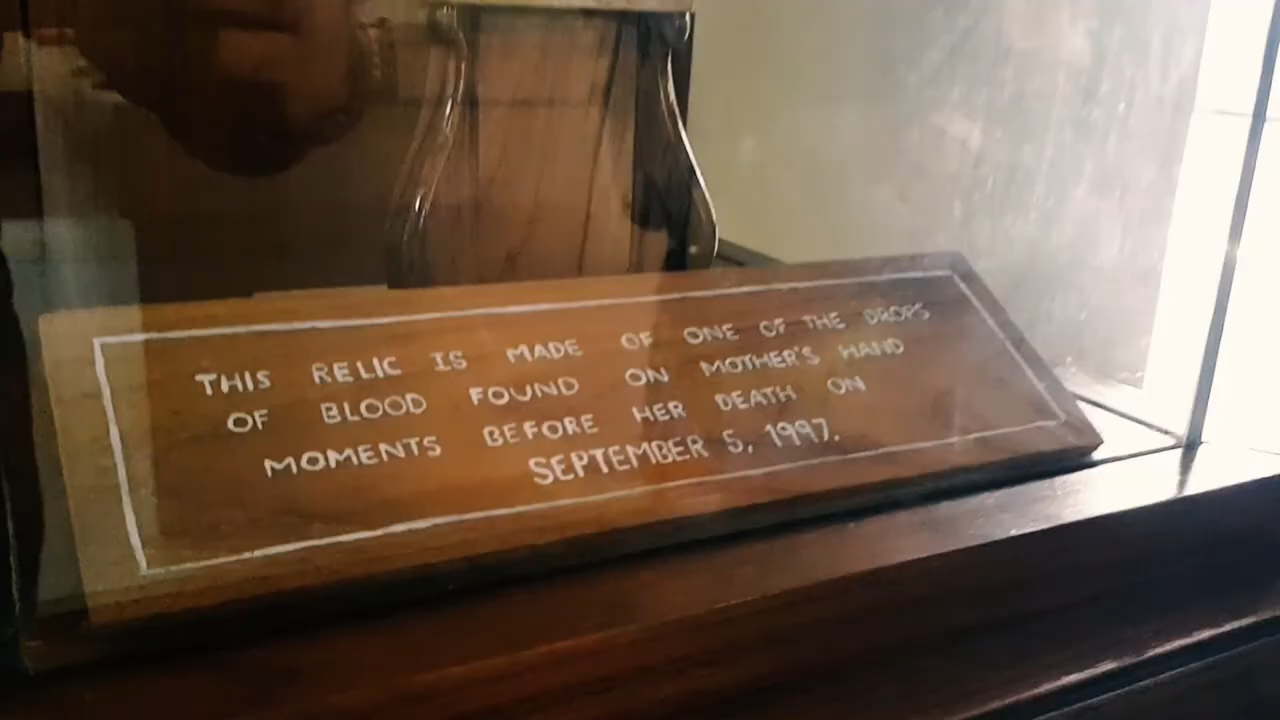 THIS RELIC IS MADE OF ONE OF THE DROPS
OF BLOOD FOUND ON MOTHER'S HAND
MOMENTS BEFORE HER DEATH ON
SEPTEMBER 5, 1997.